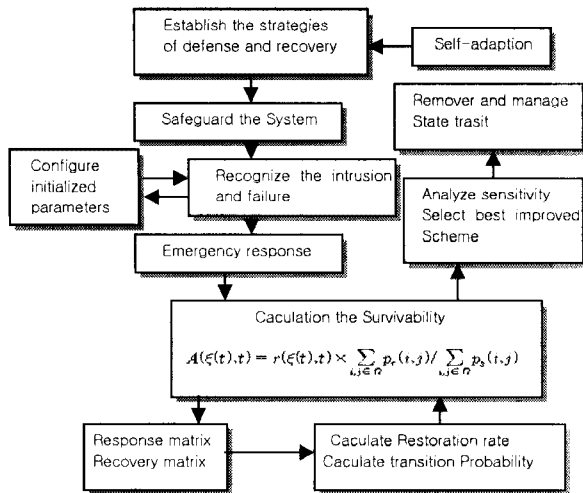 Establish the strategies
of defense and recovery
Self-adaption
Safeguard the System
Remover and manage
State trasit
Configure
initialized
parameters
Recognize the intrusion
and failure
Analyze sensitivity
Select best improved
Scheme
Emergency response
Caculation the Survivability
A(ξ(t),t) = r(ξ(t),t) × ∑ p_r(i,j) / ∑ p_s(i,j)
i,j∈Ω i,j∈Ω
Response matrix
Recovery matrix
Caculate Restoration rate
Caculate transition Probability